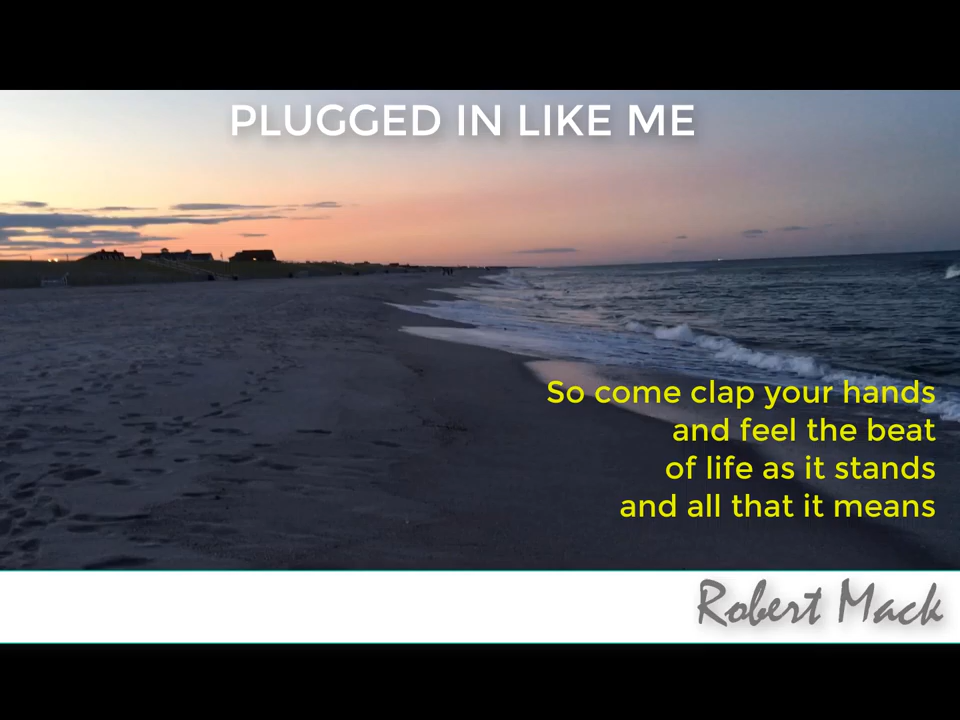 PLUGGED IN LIKE ME
So come clap your hands
and feel the beat
of life as it stands
and all that it means
Robert Mack